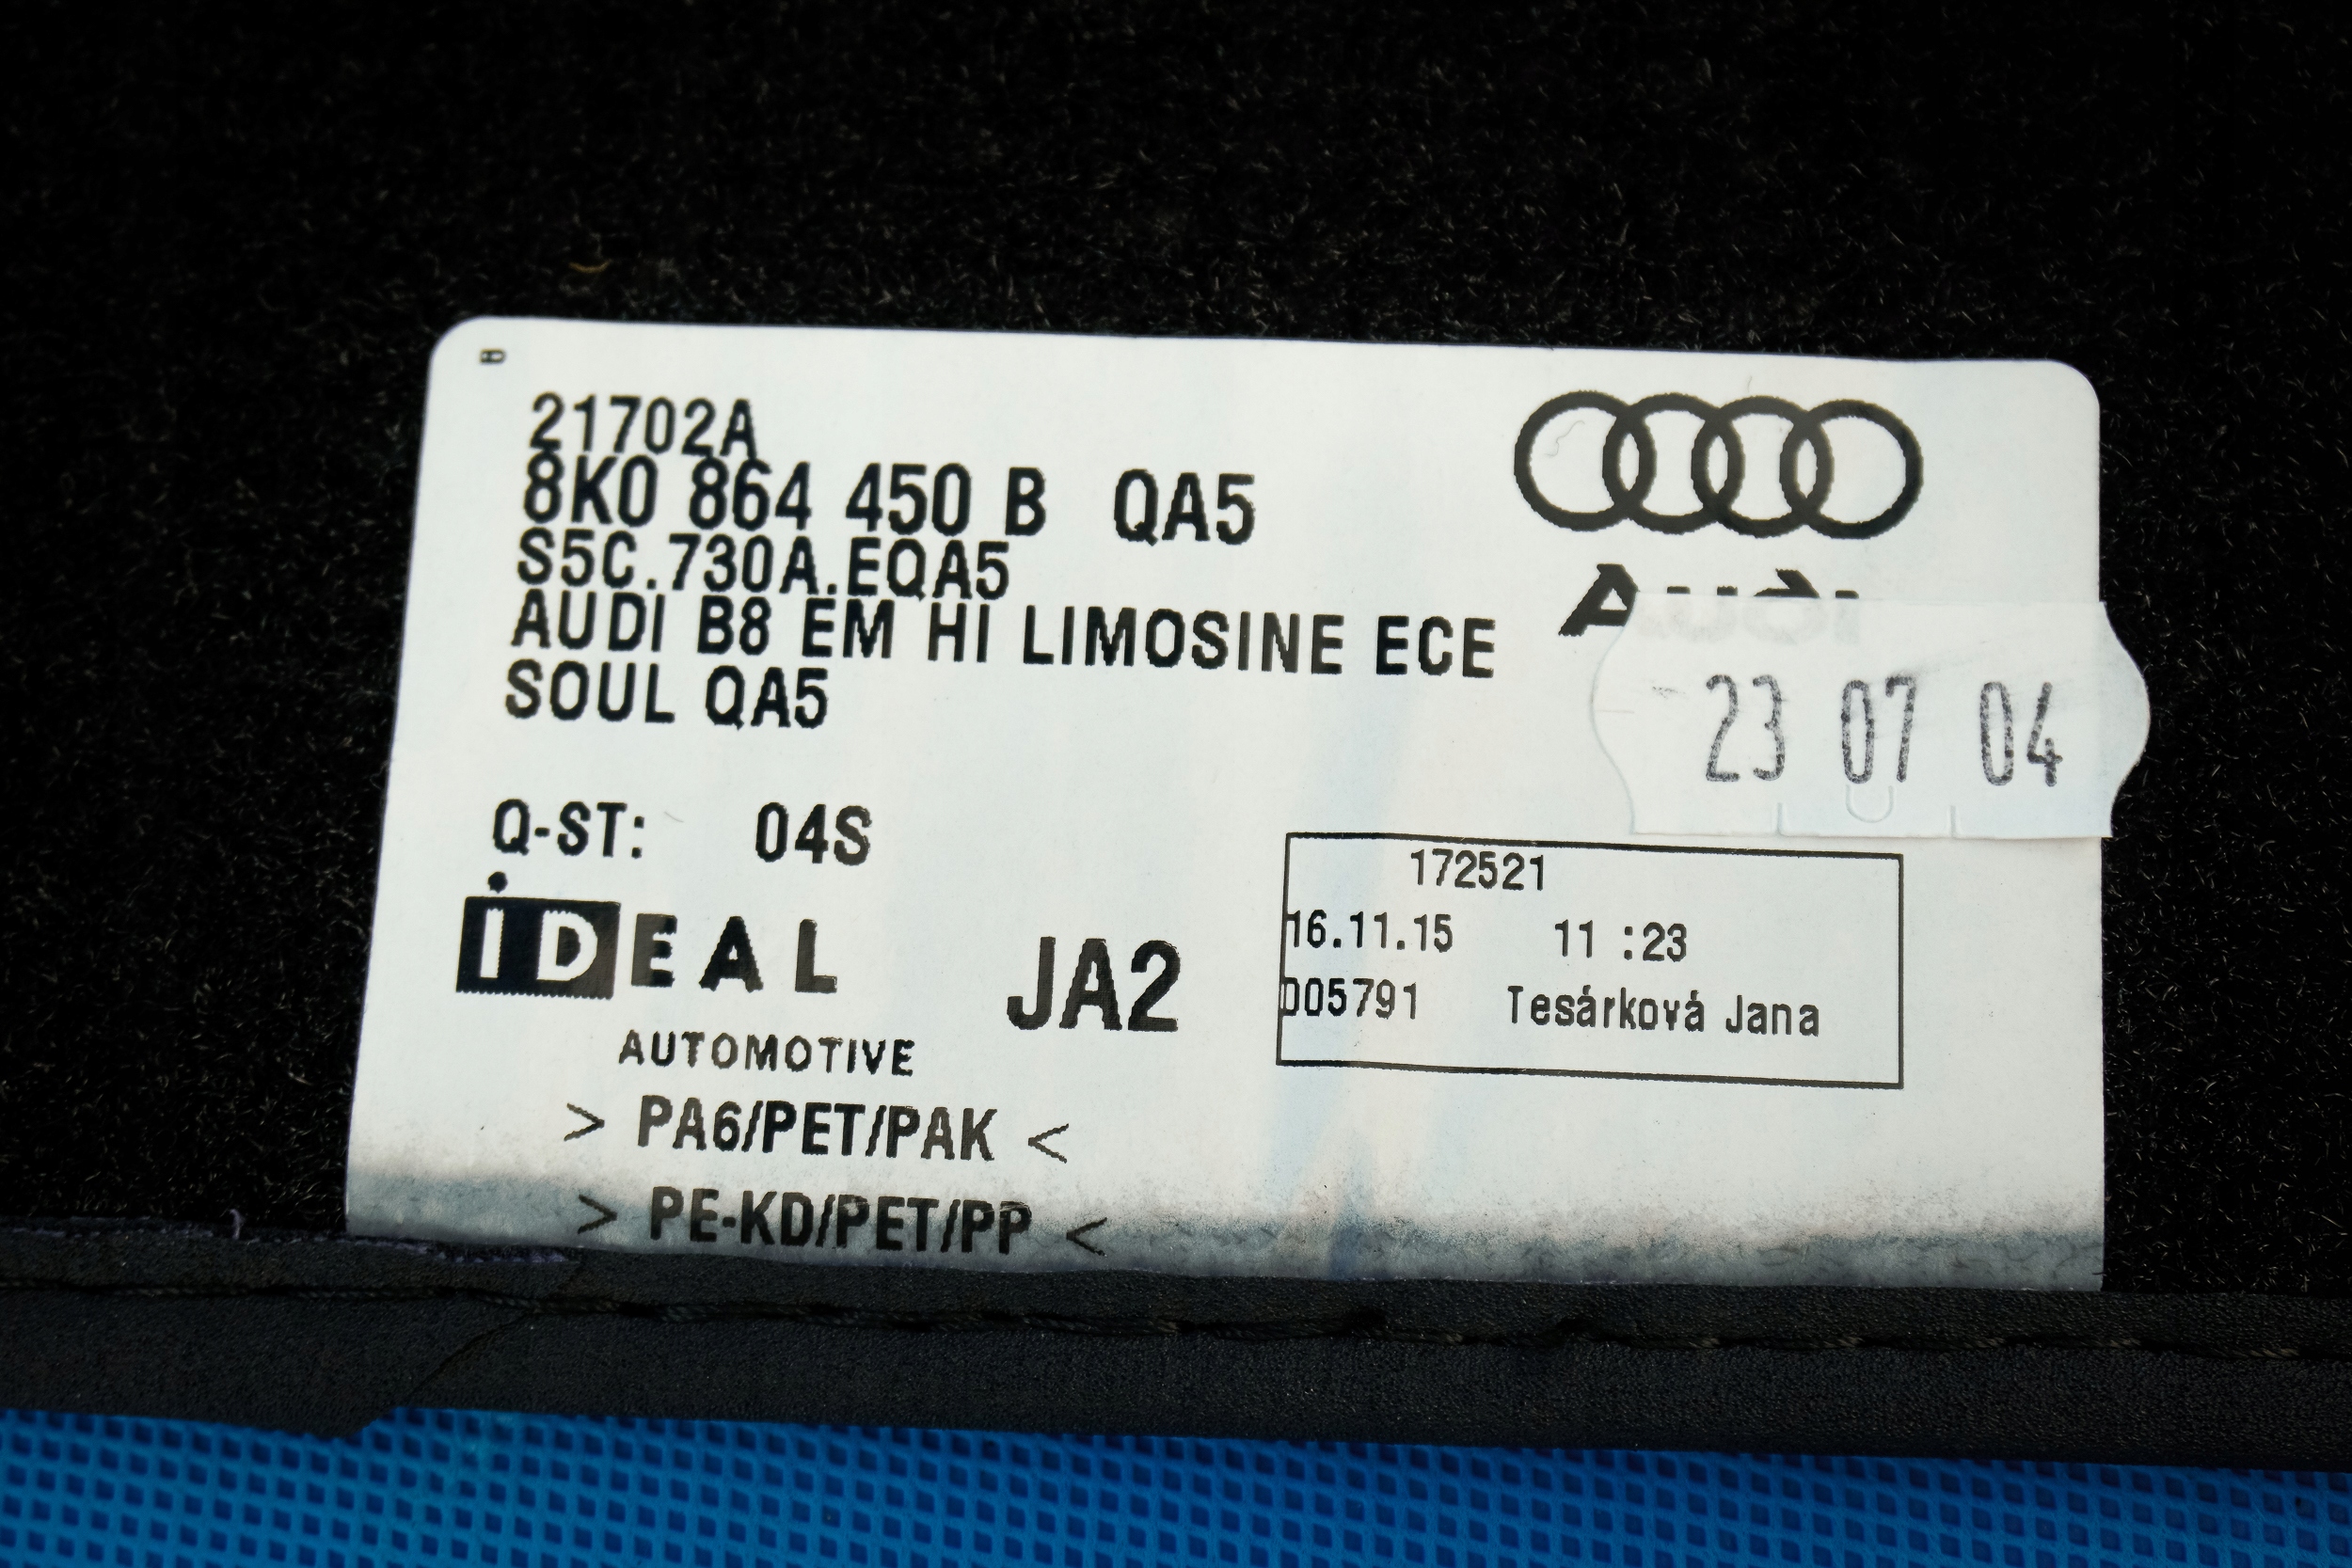 21702A
8K0 864 450 B QA5
S5C.730A.EQA5
AUDI B8 EM HI LIMOSINE ECE
SOUL QA5
Audi
23 07 04
Q-ST: 04S
iDEAL
AUTOMOTIVE
JA2
172521
16.11.15 11 :23
005791 Tesárková Jana
> PA6/PET/PAK <
> PE-KD/PET/PP <